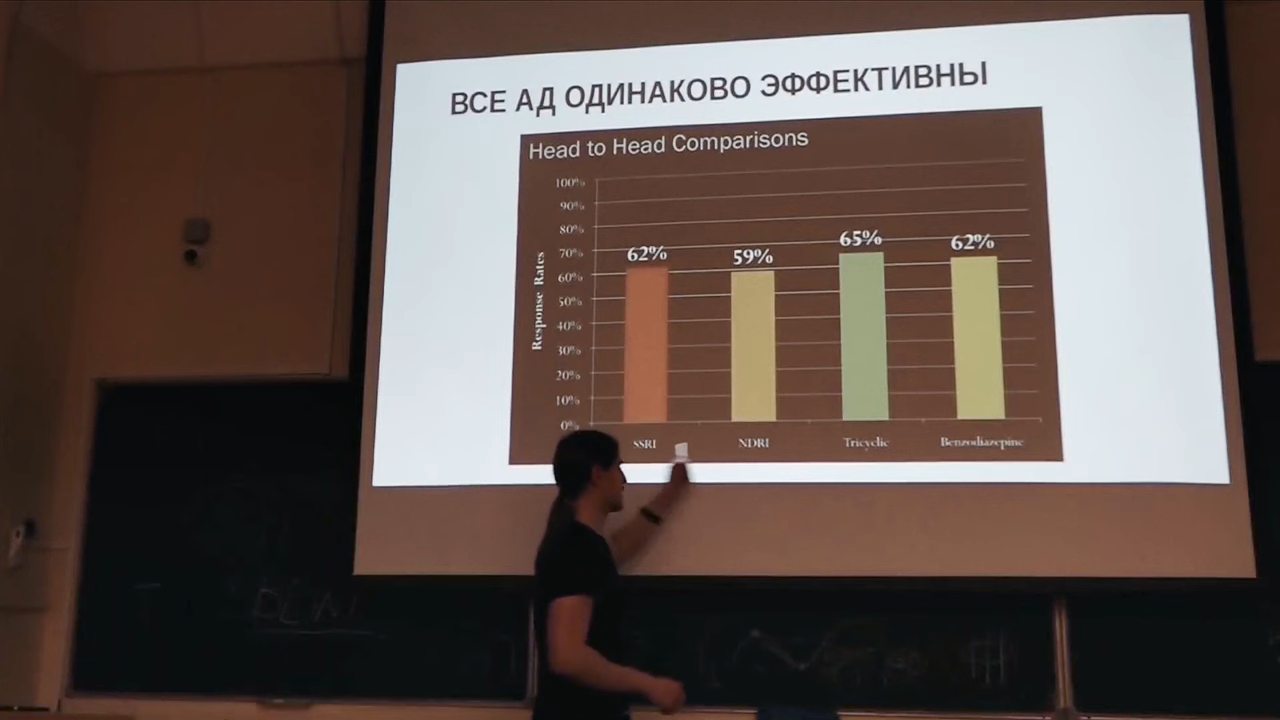 ВСЕ АД ОДИНАКОВО ЭФФЕКТИВНЫ
Head to Head Comparisons
Response Rates
100%
90%
80%
70%
60%
50%
40%
30%
20%
10%
0%
62%
59%
65%
62%
SSRI
NDRI
Tricyclic
Benzodiazepine